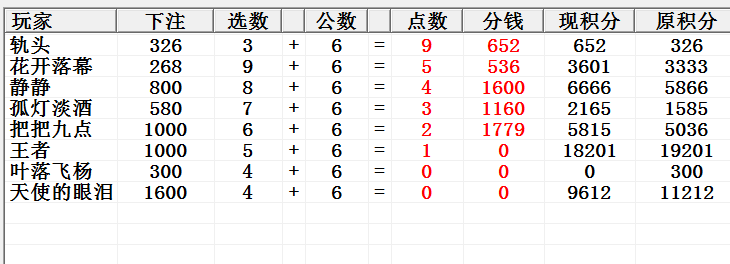 玩家 下注 选数 公数 点数 分钱 现积分 原积分
轨头 326 3 + 6 = 9 652 652 326
花开落幕 268 9 + 6 = 5 536 3601 3333
静静 800 8 + 6 = 4 1600 6666 5866
孤灯淡酒 580 7 + 6 = 3 1160 2165 1585
把把九点 1000 6 + 6 = 2 1779 5815 5036
王者 1000 5 + 6 = 1 0 18201 19201
叶落飞杨 300 4 + 6 = 0 0 0 300
天使的眼泪 1600 4 + 6 = 0 0 9612 11212